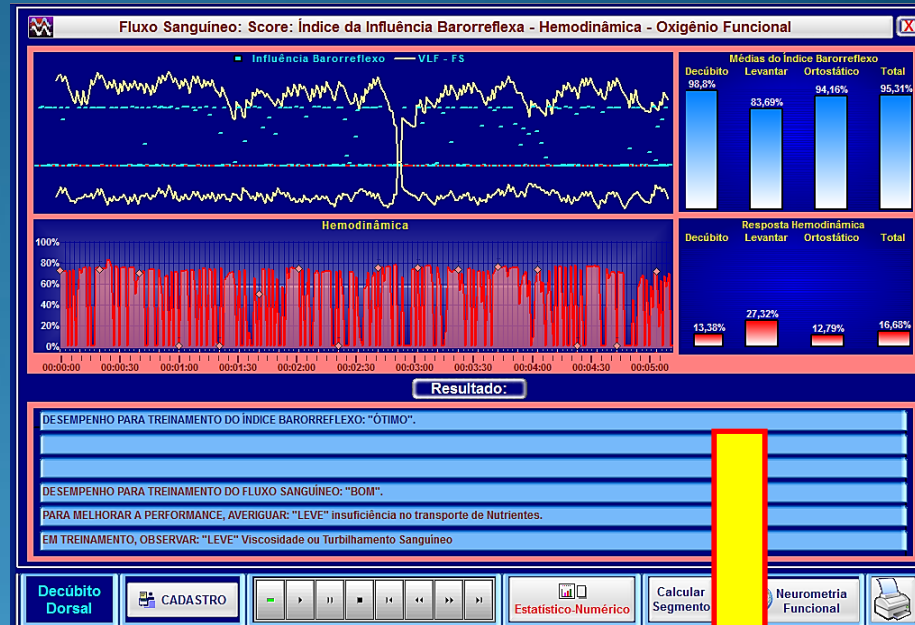 Fluxo Sanguíneo: Score: Índice da Influência Barorreflexa - Hemodinâmica - Oxigênio Funcional
X
Influência Barorreflexo VLF - FS
Médias do Índice Barorreflexo
Decúbito Levantar Ortostático Total
98,8% 83,69% 94,16% 95,31%
Hemodinâmica
100%
80%
60%
40%
20%
0%
00:00:00 00:00:30 00:01:00 00:01:30 00:02:00 00:02:30 00:03:00 00:03:30 00:04:00 00:04:30 00:05:00
Resposta Hemodinâmica
Decúbito Levantar Ortostático Total
13,38% 27,32% 12,79% 16,68%
Resultado:
DESEMPENHO PARA TREINAMENTO DO ÍNDICE BARORREFLEXO: "ÓTIMO".
DESEMPENHO PARA TREINAMENTO DO FLUXO SANGUÍNEO: "BOM".
PARA MELHORAR A PERFORMANCE, AVERIGUAR: "LEVE" insuficiência no transporte de Nutrientes.
EM TREINAMENTO, OBSERVAR: "LEVE" Viscosidade ou Turbilhamento Sanguíneo
Decúbito
Dorsal
CADASTRO
Estatístico-Numérico
Calcular
Segmento
Neurometria
Funcional